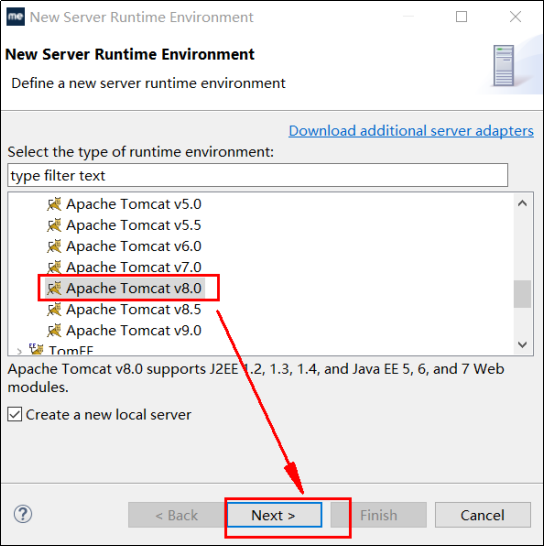 me New Server Runtime Environment
New Server Runtime Environment
Define a new server runtime environment
Download additional server adapters
Select the type of runtime environment:
type filter text
Apache Tomcat v5.0
Apache Tomcat v5.5
Apache Tomcat v6.0
Apache Tomcat v7.0
Apache Tomcat v8.0
Apache Tomcat v8.5
Apache Tomcat v9.0
TomEE
Apache Tomcat v8.0 supports J2EE 1.2, 1.3, 1.4, and Java EE 5, 6, and 7 Web
modules.
Create a new local server
? < Back Next > Finish Cancel